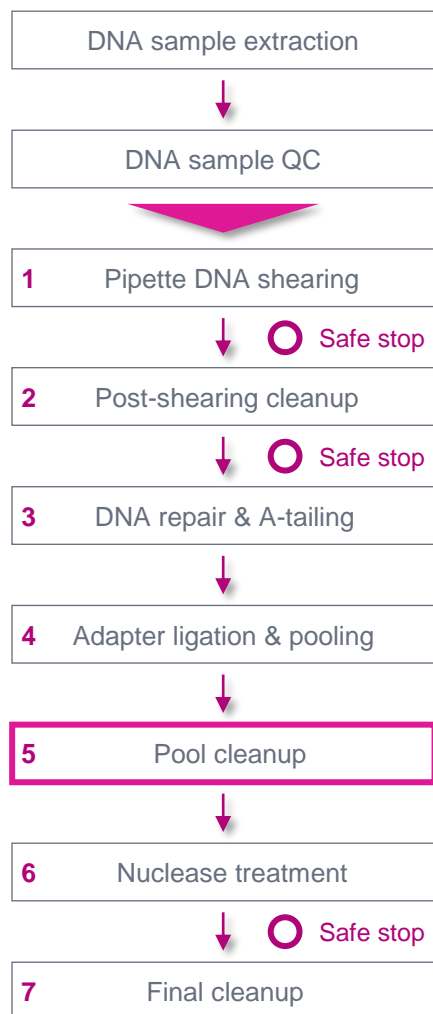 DNA sample extraction
DNA sample QC
1 Pipette DNA shearing
Safe stop
2 Post-shearing cleanup
Safe stop
3 DNA repair & A-tailing
4 Adapter ligation & pooling
5 Pool cleanup
6 Nuclease treatment
Safe stop
7 Final cleanup